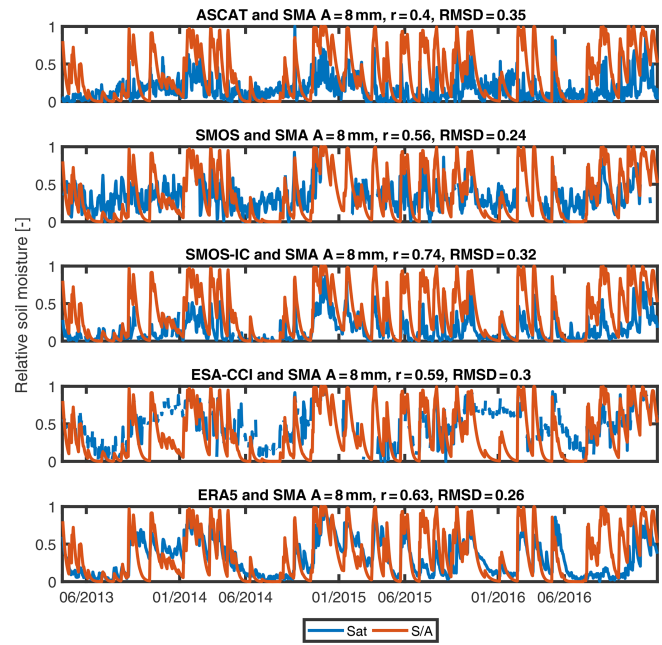 ASCAT and SMA A = 8 mm, r = 0.4, RMSD = 0.35
1
0.5
0
SMOS and SMA A = 8 mm, r = 0.56, RMSD = 0.24
1
0.5
0
Relative soil moisture [-]
SMOS-IC and SMA A = 8 mm, r = 0.74, RMSD = 0.32
1
0.5
0
ESA-CCI and SMA A = 8 mm, r = 0.59, RMSD = 0.3
1
0.5
0
ERA5 and SMA A = 8 mm, r = 0.63, RMSD = 0.26
1
0.5
0
06/2013 01/2014 06/2014 01/2015 06/2015 01/2016 06/2016
Sat S/A